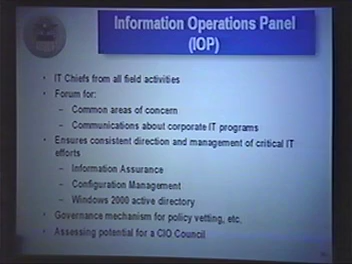 Information Operations Panel
(IOP)
• IT Chiefs from all field activities
• Forum for:
– Common areas of concern
– Communications about corporate IT programs
• Ensures consistent direction and management of critical IT
efforts
– Information Assurance
– Configuration Management
– Windows 2000 active directory
• Governance mechanism for policy vetting, etc.
• Assessing potential for a CIO Council